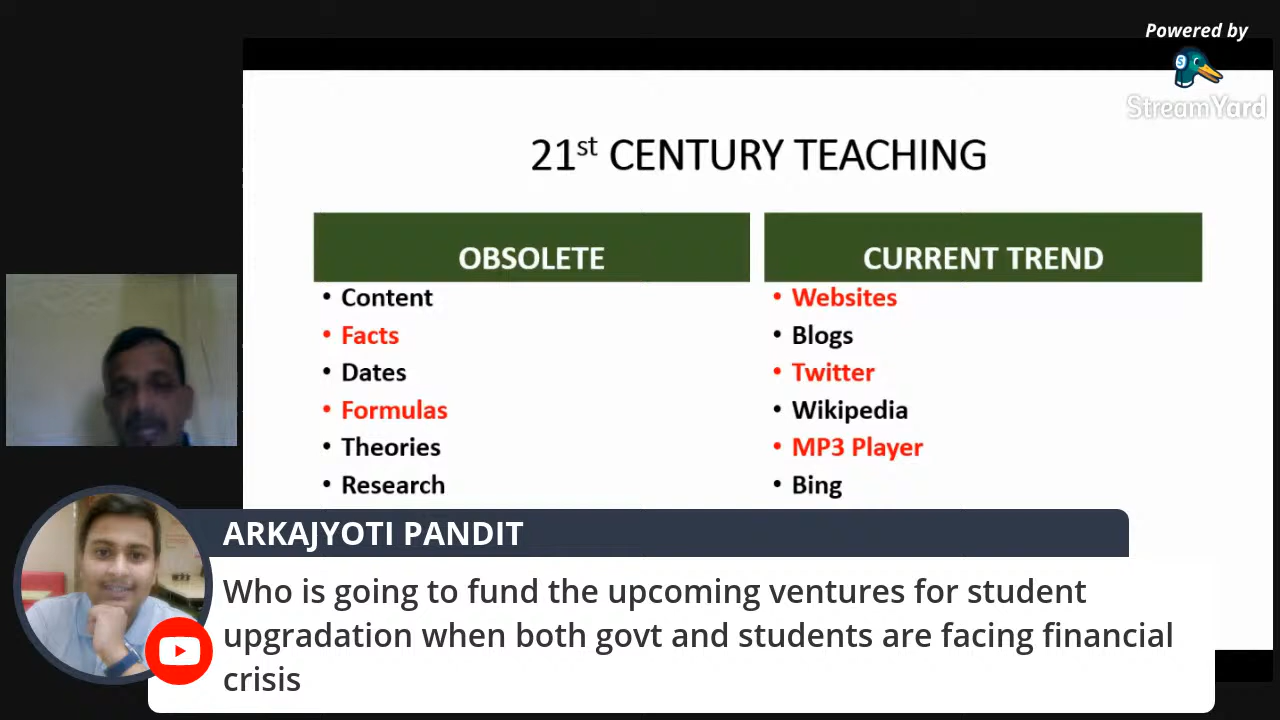 Powered by
StreamYard
21st CENTURY TEACHING
OBSOLETE
• Content
• Facts
• Dates
• Formulas
• Theories
• Research
CURRENT TREND
• Websites
• Blogs
• Twitter
• Wikipedia
• MP3 Player
• Bing
ARKAJYOTI PANDIT
Who is going to fund the upcoming ventures for student
upgradation when both govt and students are facing financial
crisis